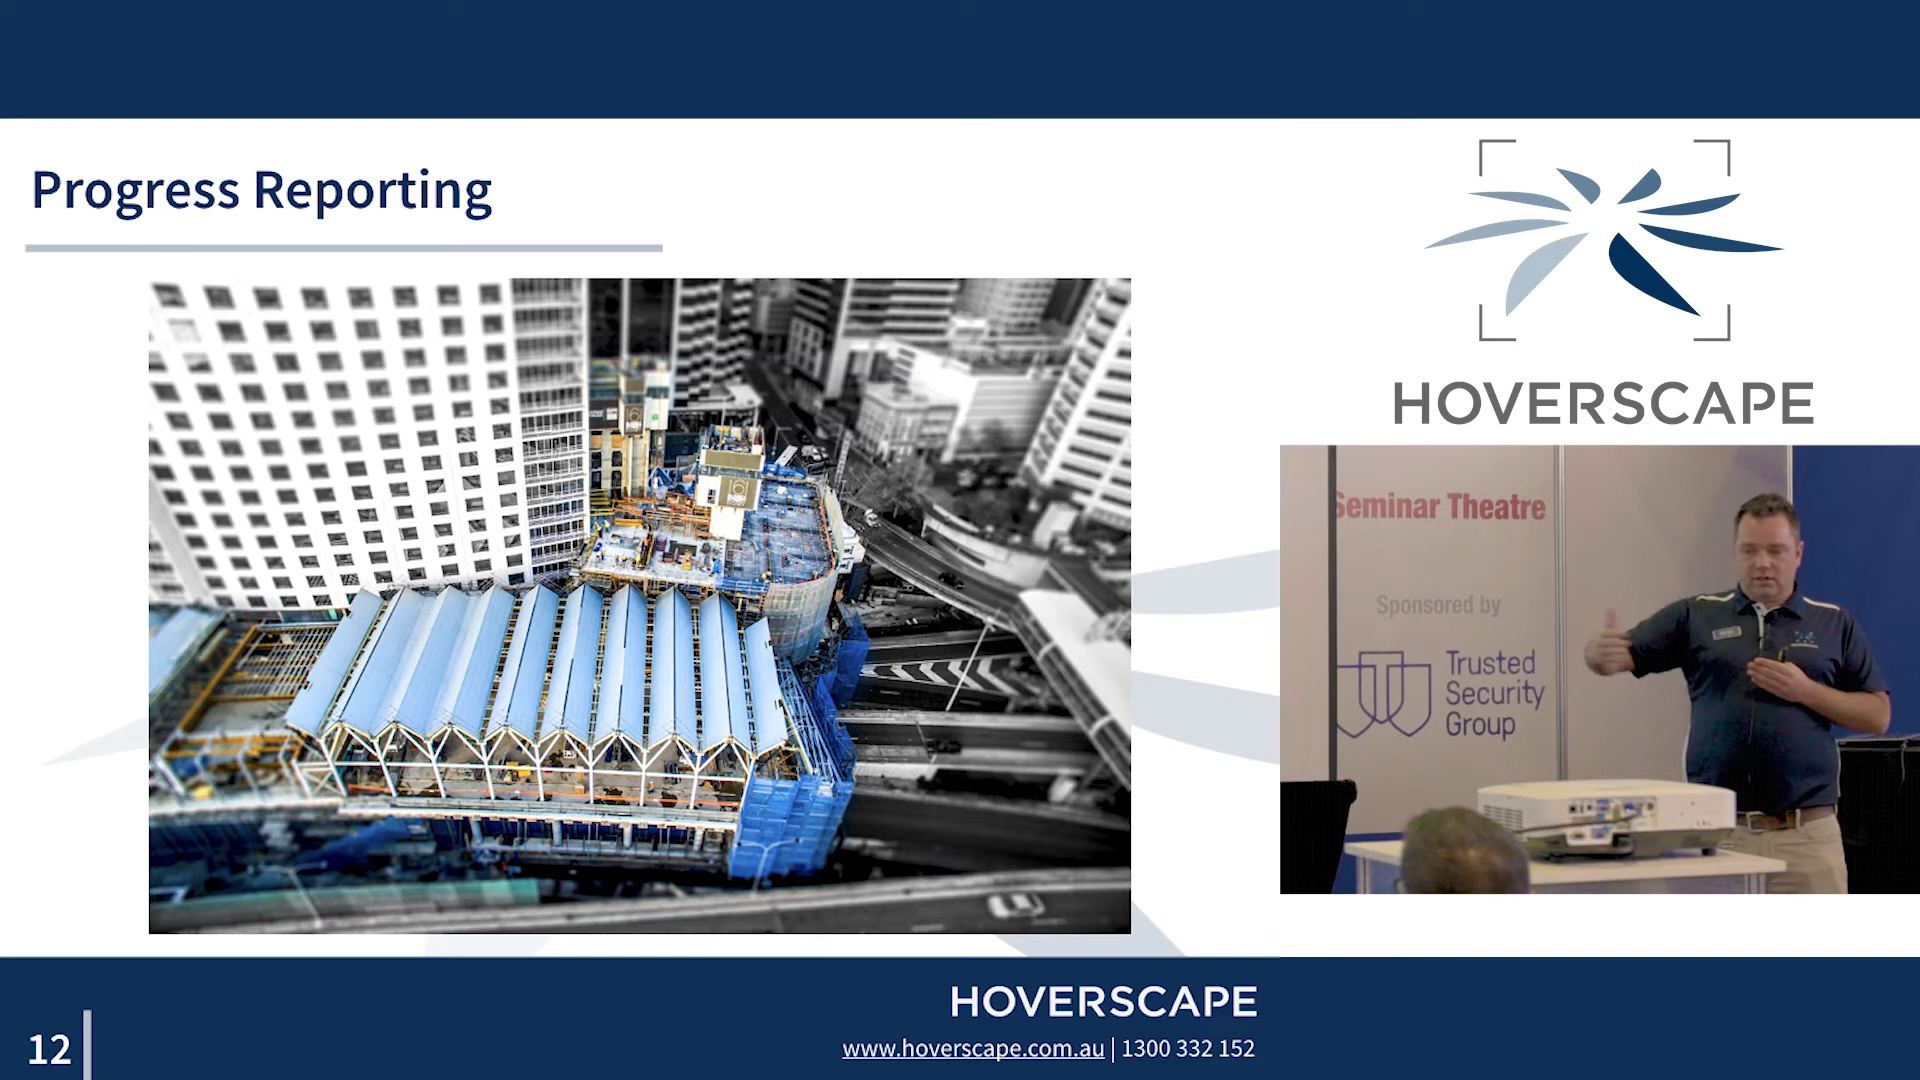 Progress Reporting
HOVERSCAPE
Seminar Theatre
Sponsored by
Trusted
Security
Group
HOVERSCAPE
www.hoverscape.com.au | 1300 332 152
12